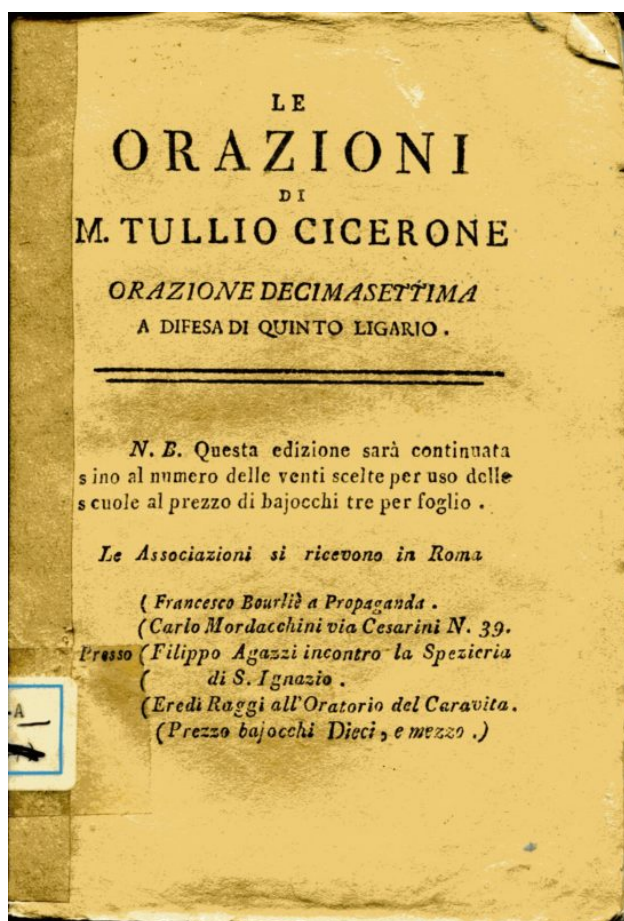 LE
ORAZIONI
DI
M. TULLIO CICERONE
ORAZIONE DECIMASETTIMA
A DIFESA DI QUINTO LIGARIO .
N. B. Questa edizione sarà continuata
sino al numero delle venti scelte per uso delle
scuole al prezzo di bajocchi tre per foglio .
Le Associazioni si ricevono in Roma
( Francesco Bourliè a Propaganda .
(Carlo Mordacchini via Cesarini N. 39.
Presso (Filippo Agazzi incontro la Spezieria
( di S. Ignazio .
(Eredi Raggi all'Oratorio del Caravita.
(Prezzo bajocchi Dieci, e mezzo .)
A